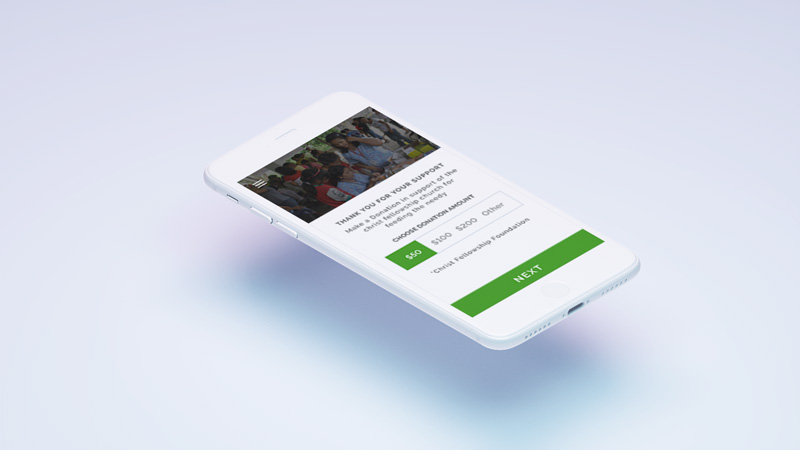 THANK YOU FOR YOUR SUPPORT
Make a Donation in support of the
christ fellowship church for
feeding the needy
CHOOSE DONATION AMOUNT
$50 $100 $200 Other
*Christ Fellowship Foundation
NEXT